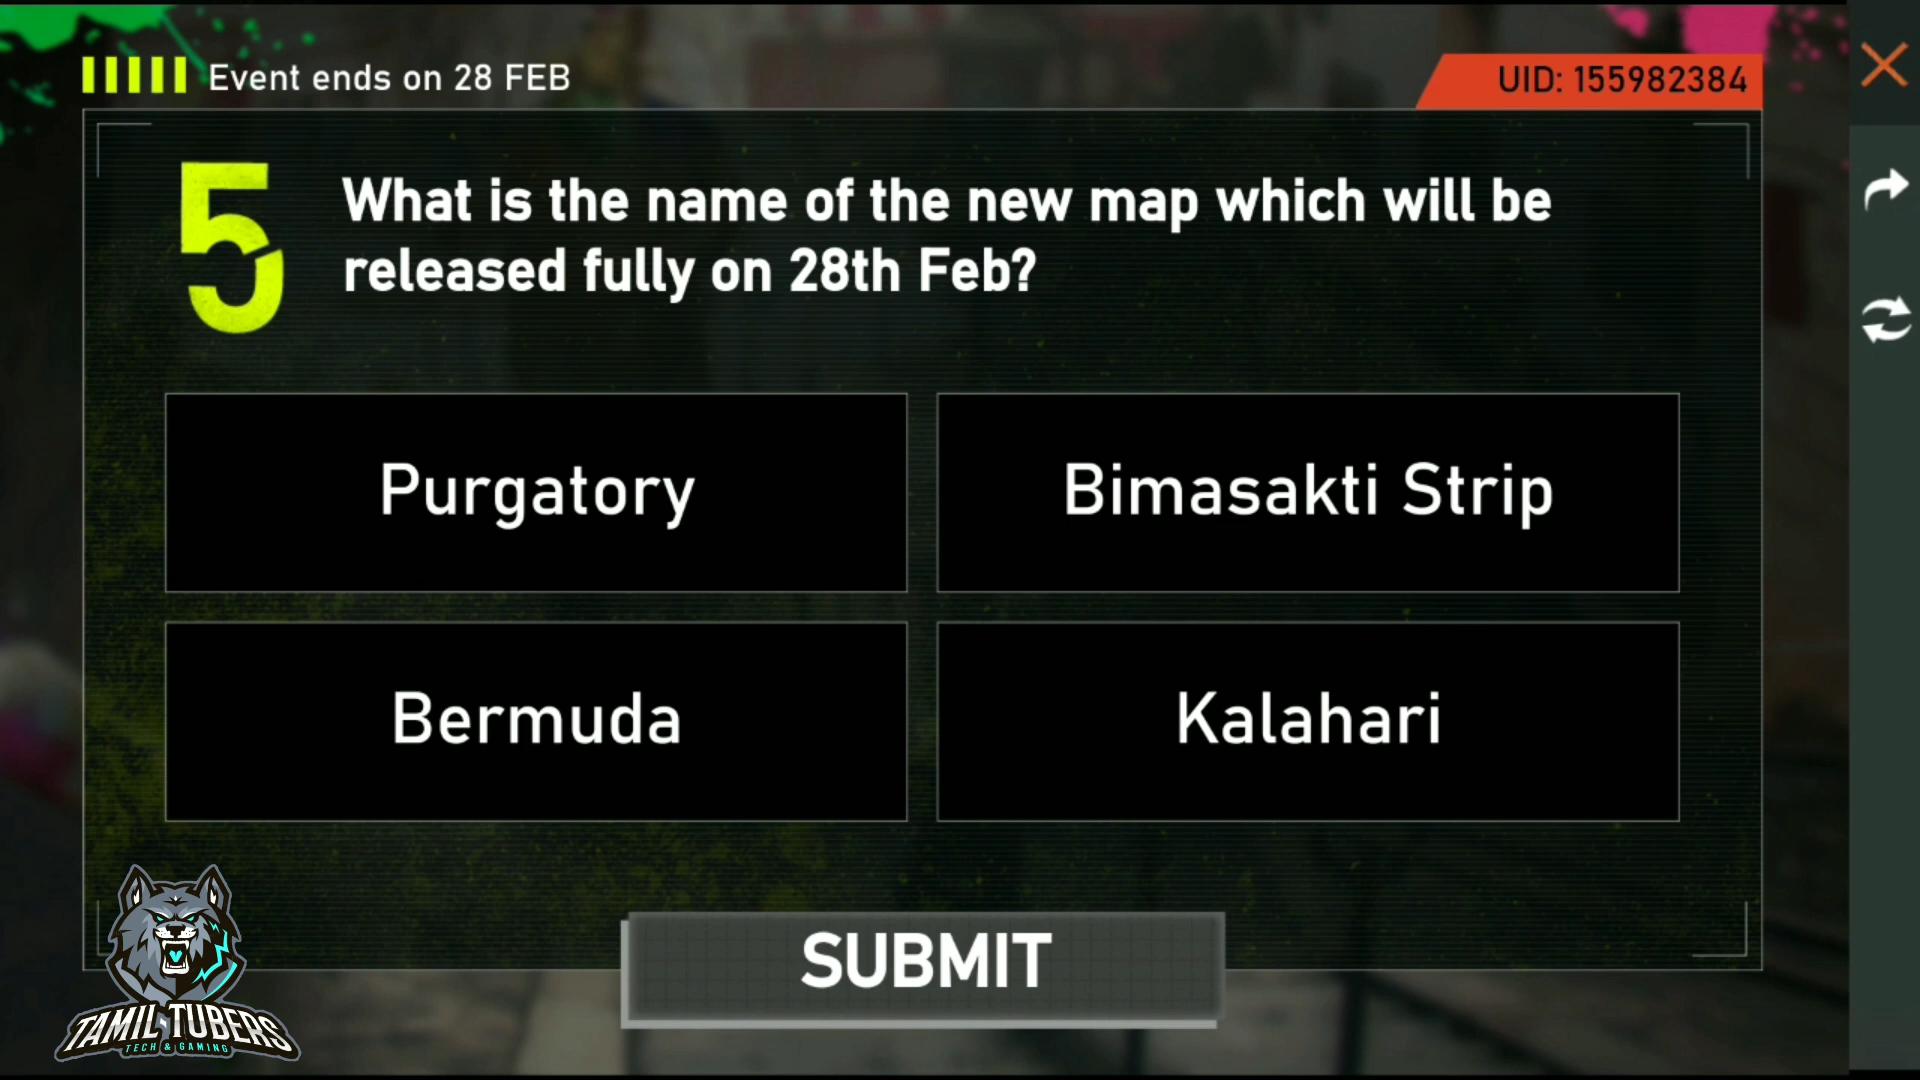 Event ends on 28 FEB
UID: 155982384
5
What is the name of the new map which will be
released fully on 28th Feb?
Purgatory
Bimasakti Strip
Bermuda
Kalahari
SUBMIT
TAMIL TUBERS
TECH & GAMING